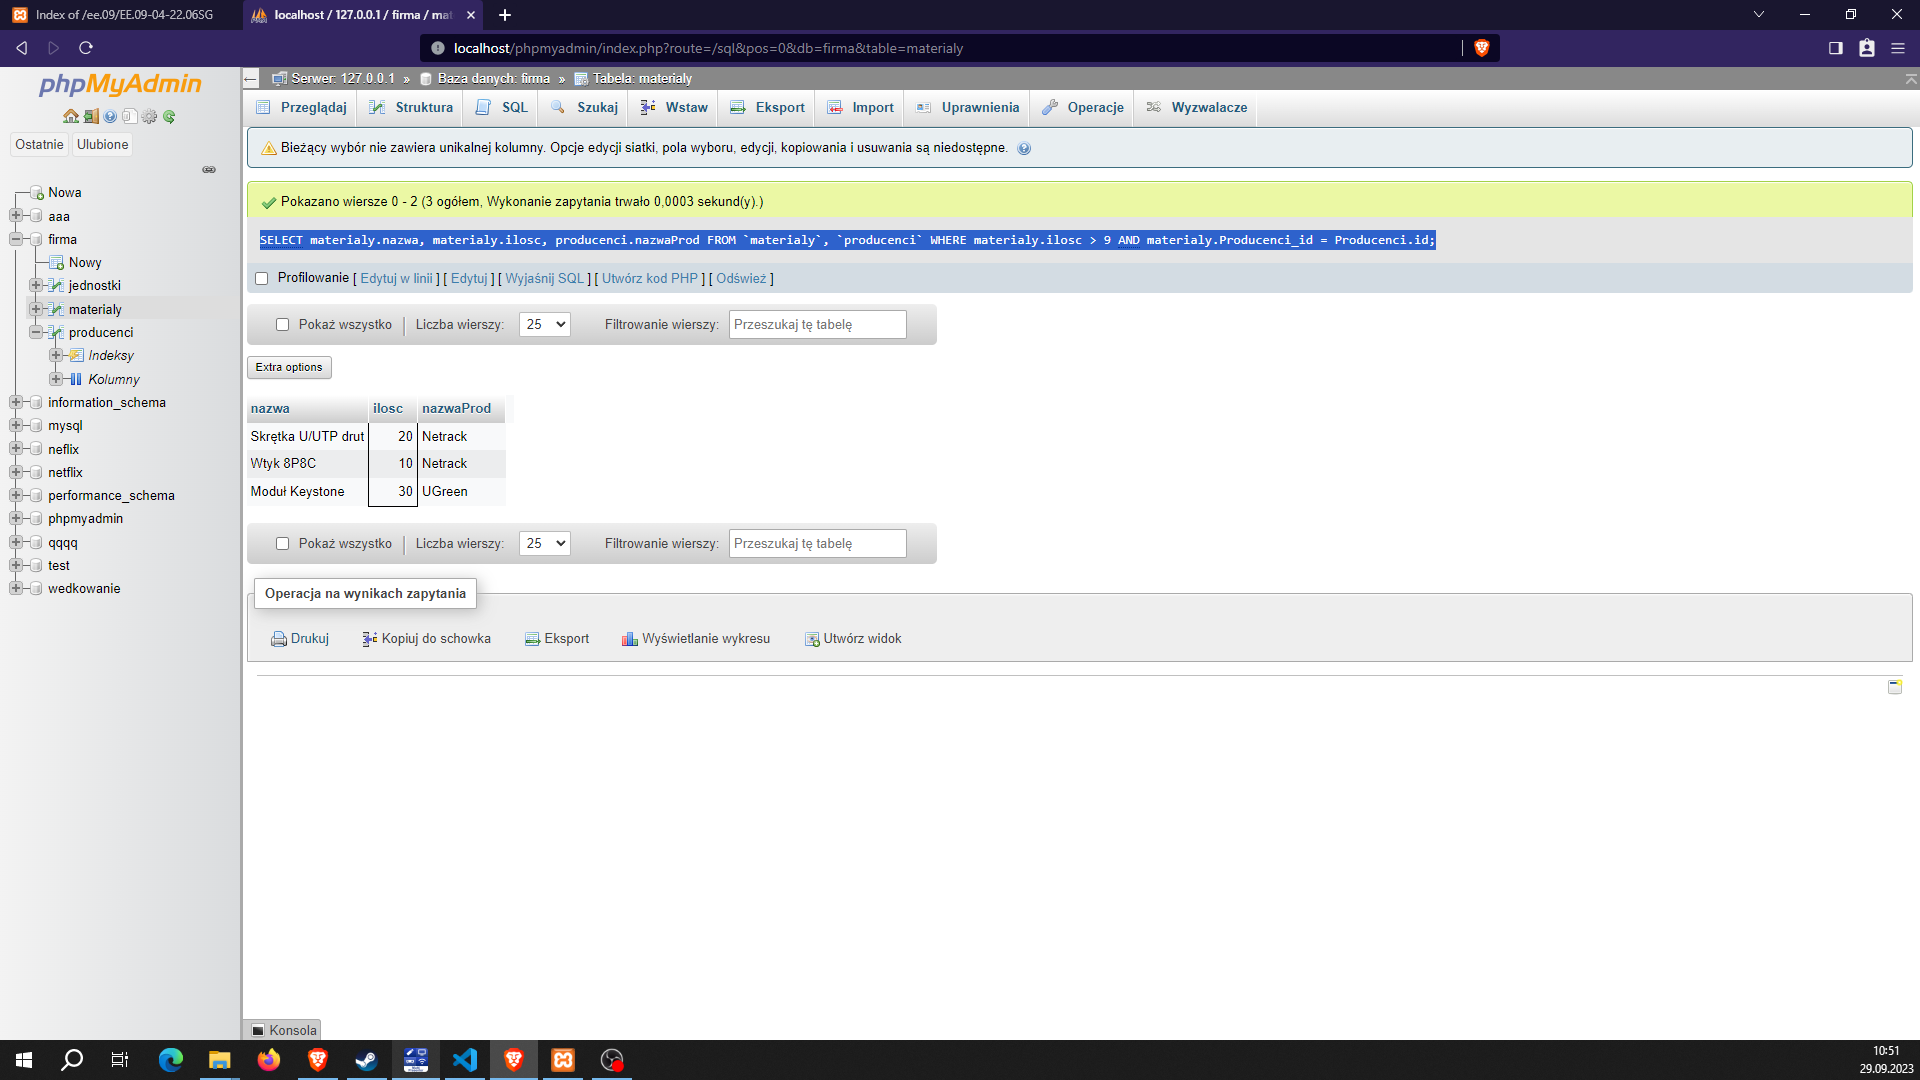 Index of /ee.09/EE.09-04-22.06SG
localhost / 127.0.0.1 / firma / mat
localhost/phpmyadmin/index.php?route=/sql&pos=0&db=firma&table=materialy
phpMyAdmin
Ostatnie
Ulubione
Nowa
aaa
firma
Nowy
jednostki
materialy
producenci
Indeksy
Kolumny
information_schema
mysql
neflix
netflix
performance_schema
phpmyadmin
qqqq
test
wedkowanie
Serwer: 127.0.0.1 » Baza danych: firma » Tabela: materialy
Przeglądaj Struktura SQL Szukaj Wstaw Eksport Import Uprawnienia Operacje Wyzwalacze
Bieżący wybór nie zawiera unikalnej kolumny. Opcje edycji siatki, pola wyboru, edycji, kopiowania i usuwania są niedostępne.
Pokazano wiersze 0 - 2 (3 ogółem, Wykonanie zapytania trwało 0,0003 sekund(y).)
SELECT materialy.nazwa, materialy.ilosc, producenci.nazwaProd FROM `materialy`, `producenci` WHERE materialy.ilosc > 9 AND materialy.Producenci_id = Producenci.id;
Profilowanie [ Edytuj w linii ] [ Edytuj ] [ Wyjaśnij SQL ] [ Utwórz kod PHP ] [ Odśwież ]
Pokaż wszystko | Liczba wierszy: 25 Filtrowanie wierszy: Przeszukaj tę tabelę
Extra options
nazwa ilosc nazwaProd
Skrętka U/UTP drut 20 Netrack
Wtyk 8P8C 10 Netrack
Moduł Keystone 30 UGreen
Pokaż wszystko | Liczba wierszy: 25 Filtrowanie wierszy: Przeszukaj tę tabelę
Operacja na wynikach zapytania
Drukuj Kopiuj do schowka Eksport Wyświetlanie wykresu Utwórz widok
Konsola
10:51
29.09.2023